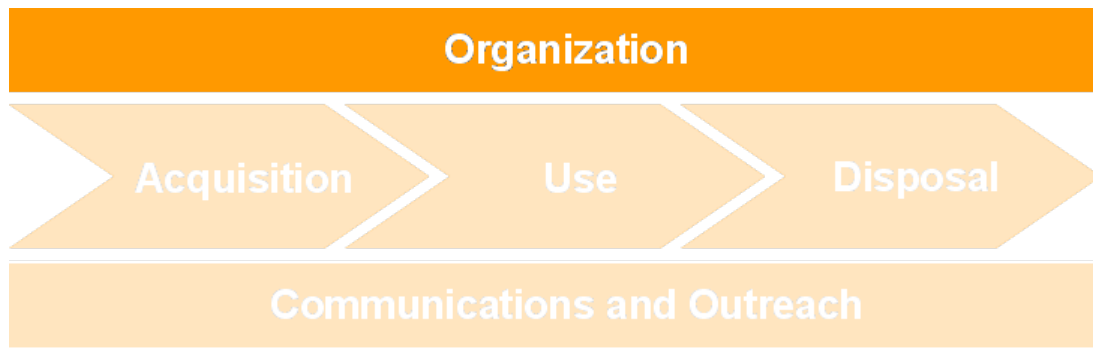 Organization
Acquisition
Use
Disposal
Communications and Outreach